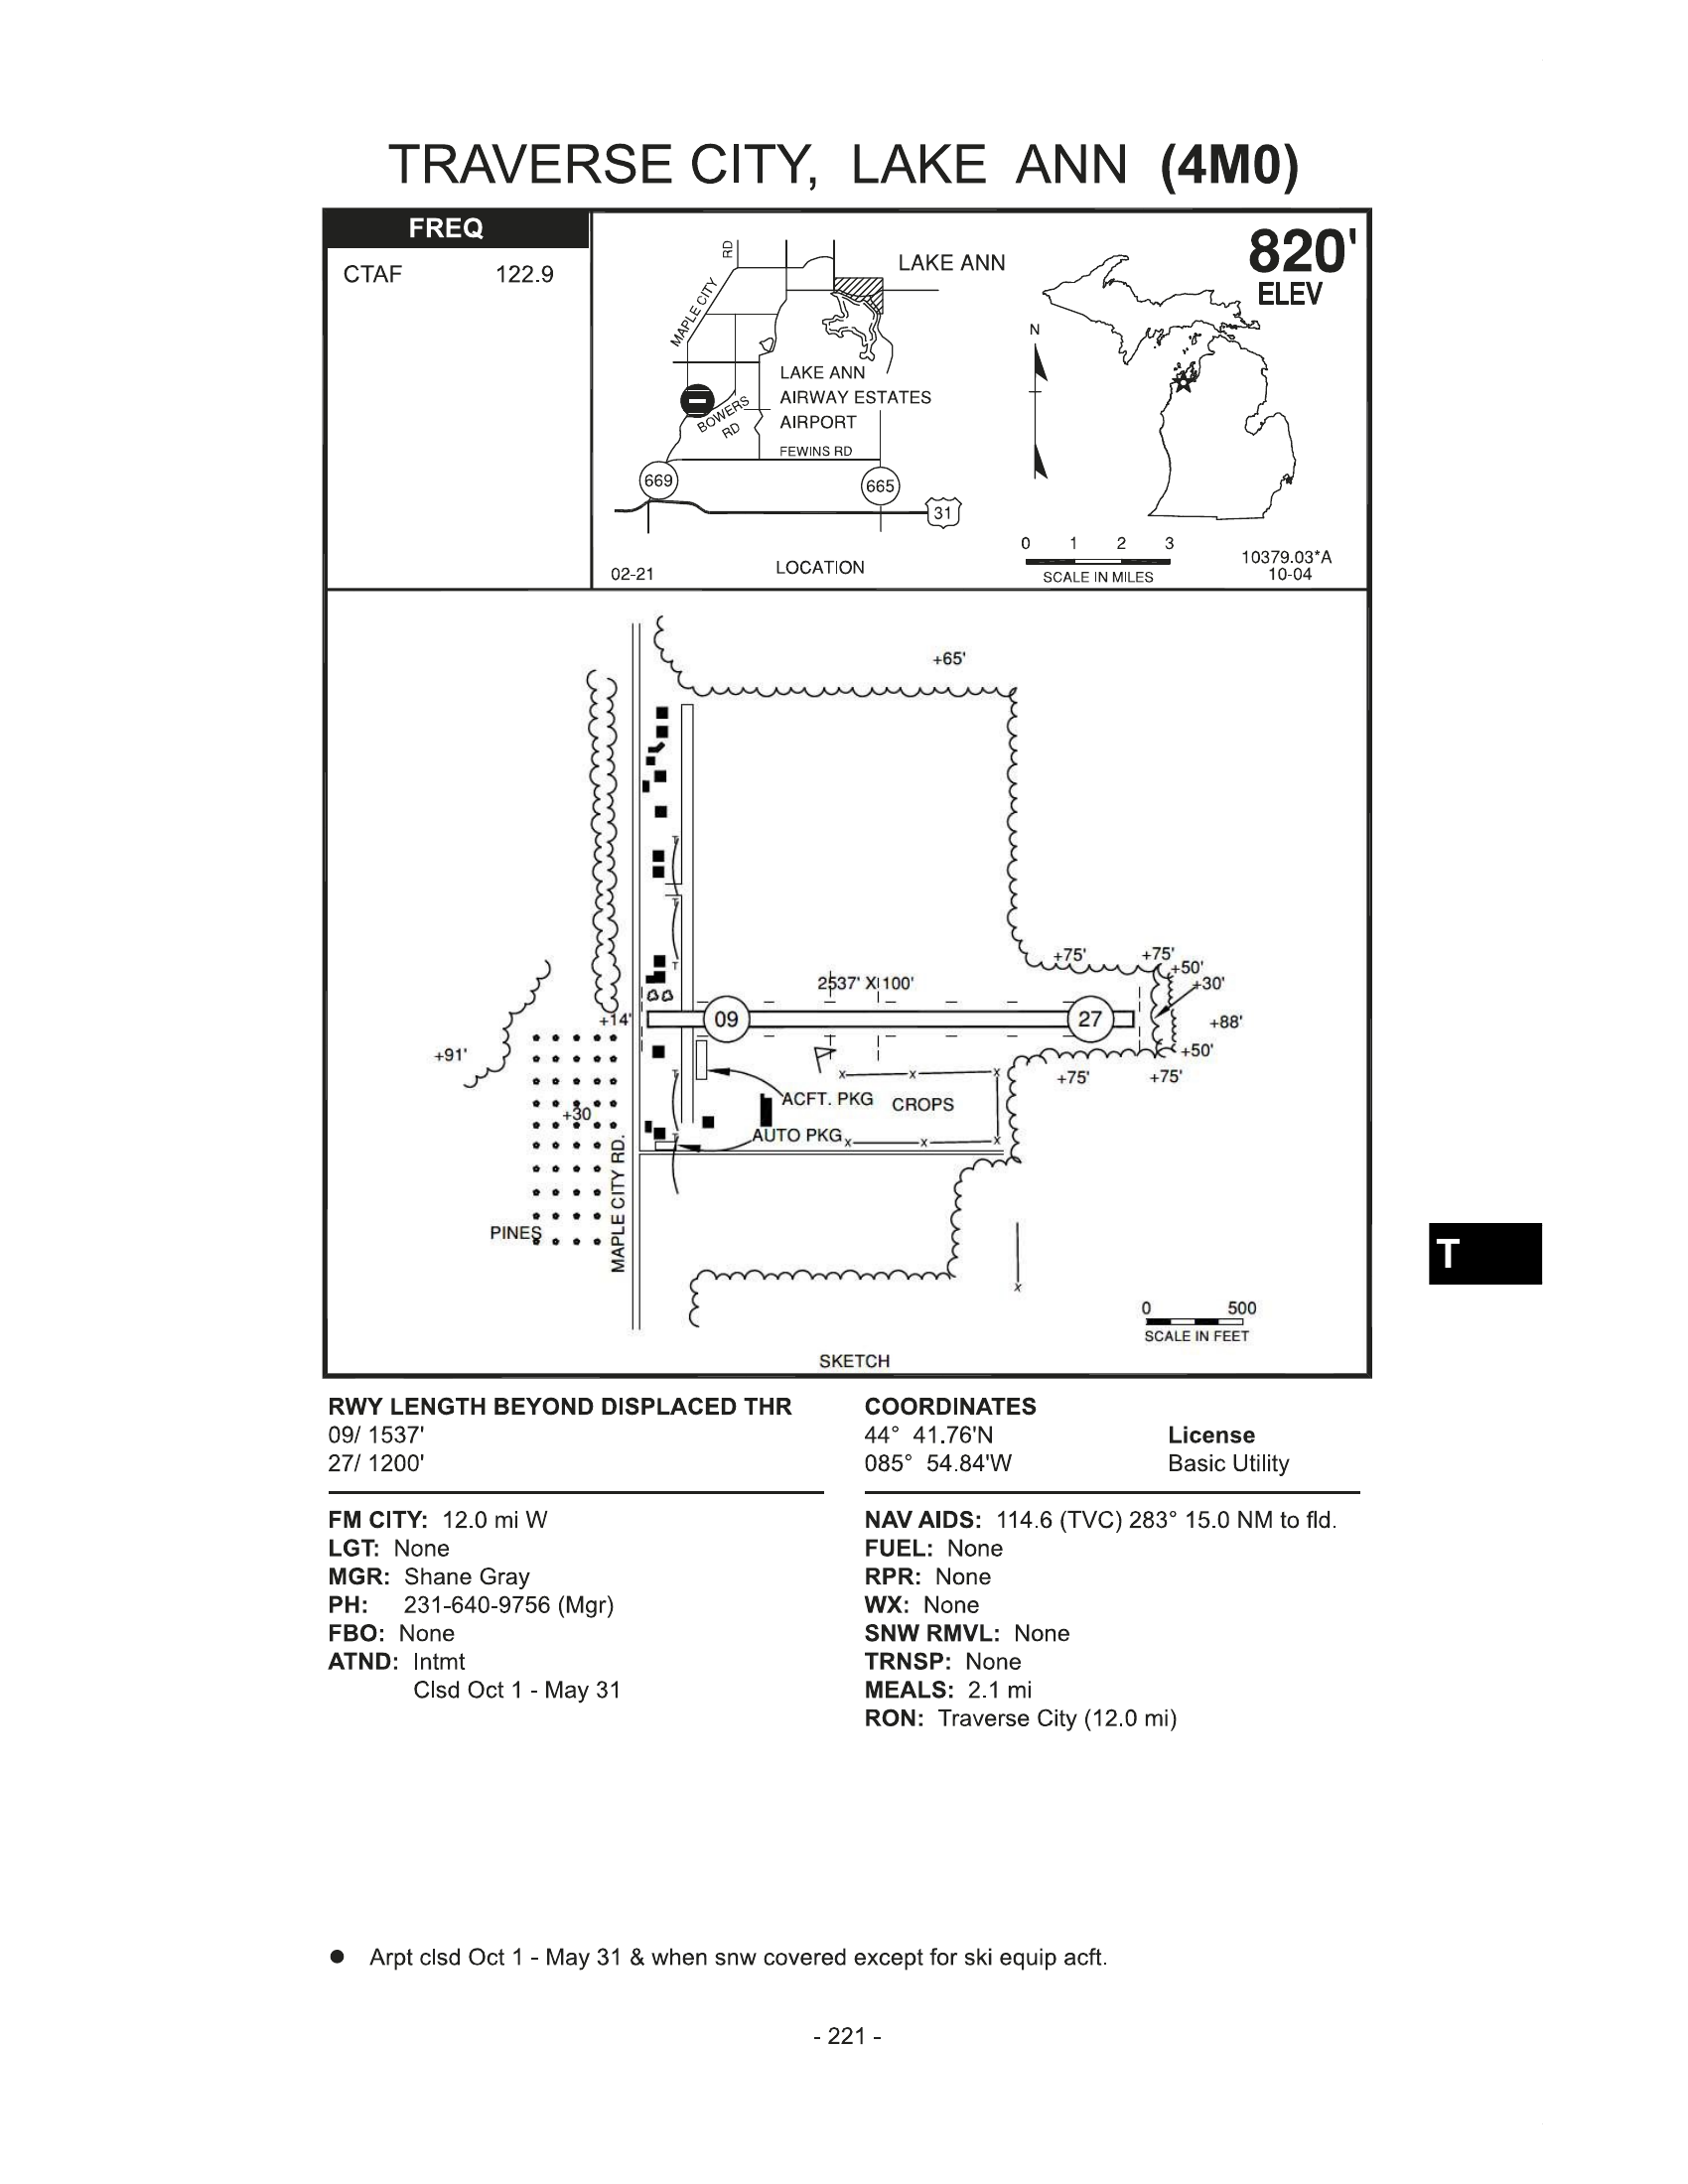 TRAVERSE CITY, LAKE ANN (4M0)
FREQ
CTAF 122.9
RD
MAPLE CITY
LAKE ANN
LAKE ANN
AIRWAY ESTATES
AIRPORT
BOWERS
RD
FEWINS RD
669
665
31
02-21
LOCATION
820'
ELEV
N
0 1 2 3
SCALE IN MILES
10379.03*A
10-04
+65'
+75'
+75'
+50'
+30'
2537' X 100'
+14'
09
27
+88'
+91'
+50'
+75'
+75'
ACFT. PKG
CROPS
+30
AUTO PKG
MAPLE CITY RD.
PINES
0 500
SCALE IN FEET
SKETCH
T
RWY LENGTH BEYOND DISPLACED THR
09/ 1537'
27/ 1200'
COORDINATES
44° 41.76'N
085° 54.84'W
License
Basic Utility
FM CITY: 12.0 mi W
LGT: None
MGR: Shane Gray
PH: 231-640-9756 (Mgr)
FBO: None
ATND: Intmt
Clsd Oct 1 - May 31
NAV AIDS: 114.6 (TVC) 283° 15.0 NM to fld.
FUEL: None
RPR: None
WX: None
SNW RMVL: None
TRNSP: None
MEALS: 2.1 mi
RON: Traverse City (12.0 mi)
● Arpt clsd Oct 1 - May 31 & when snw covered except for ski equip acft.
- 221 -